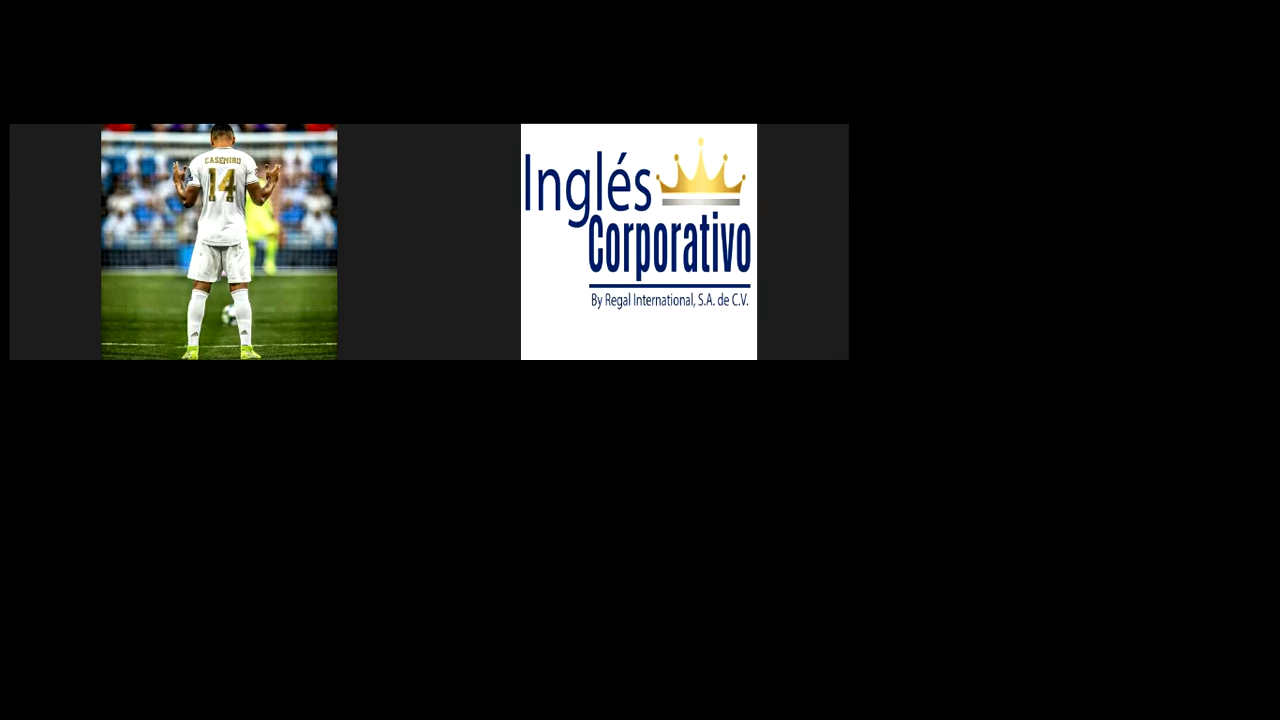 CASEMIRO
14
Inglés
Corporativo
By Regal International, S.A. de C.V.